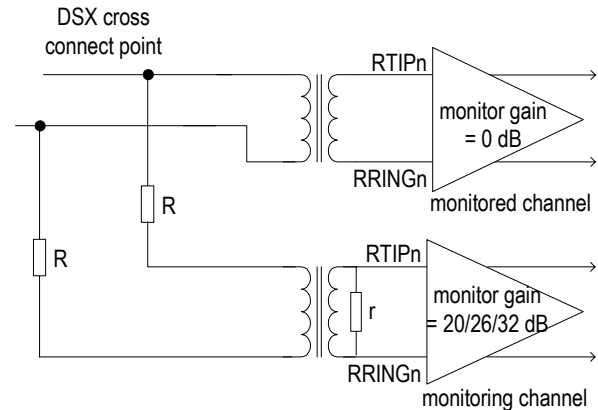 DSX cross
connect point
RTIPn
monitor gain
= 0 dB
RRINGn
monitored channel
R
R
RTIPn
monitor gain
= 20/26/32 dB
r
RRINGn
monitoring channel